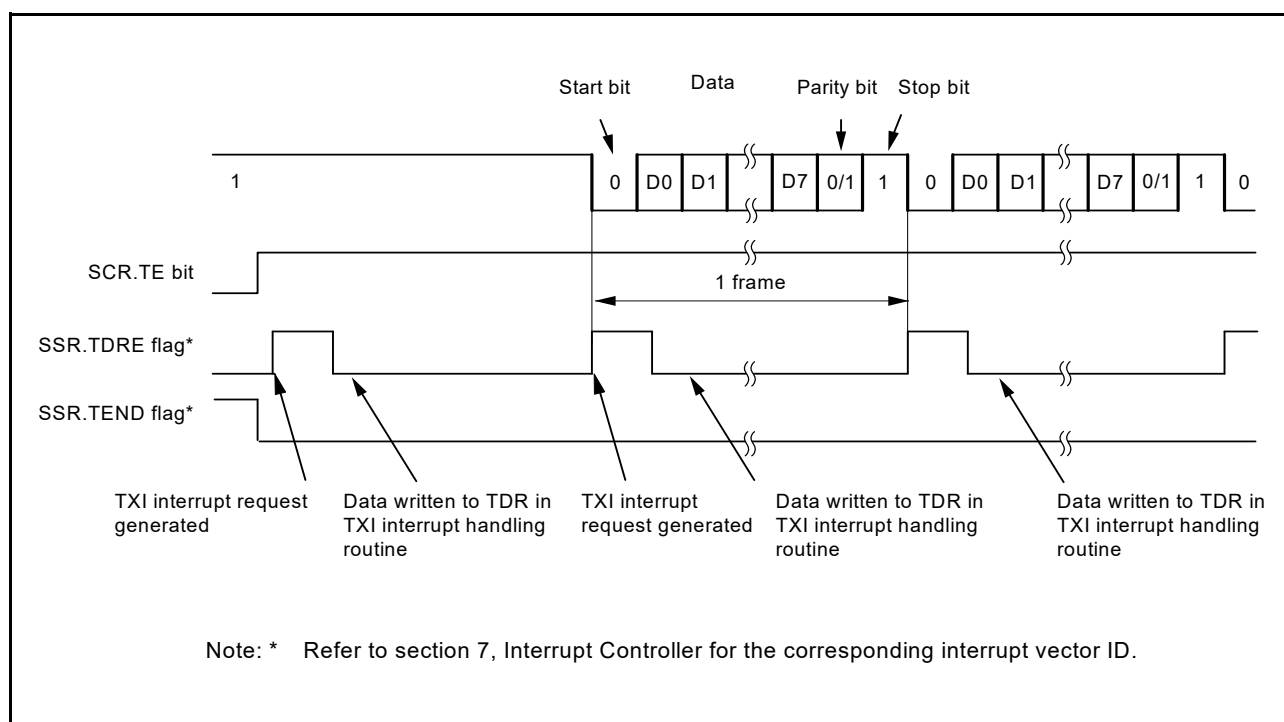 Start bit Data Parity bit Stop bit
1 0 D0 D1 D7 0/1 1 0 D0 D1 D7 0/1 1 0
SCR.TE bit
1 frame
SSR.TDRE flag*
SSR.TEND flag*
TXI interrupt request
generated
Data written to TDR in
TXI interrupt handling
routine
TXI interrupt
request generated
Data written to TDR in
TXI interrupt handling
routine
Data written to TDR in
TXI interrupt handling
routine
Note: * Refer to section 7, Interrupt Controller for the corresponding interrupt vector ID.